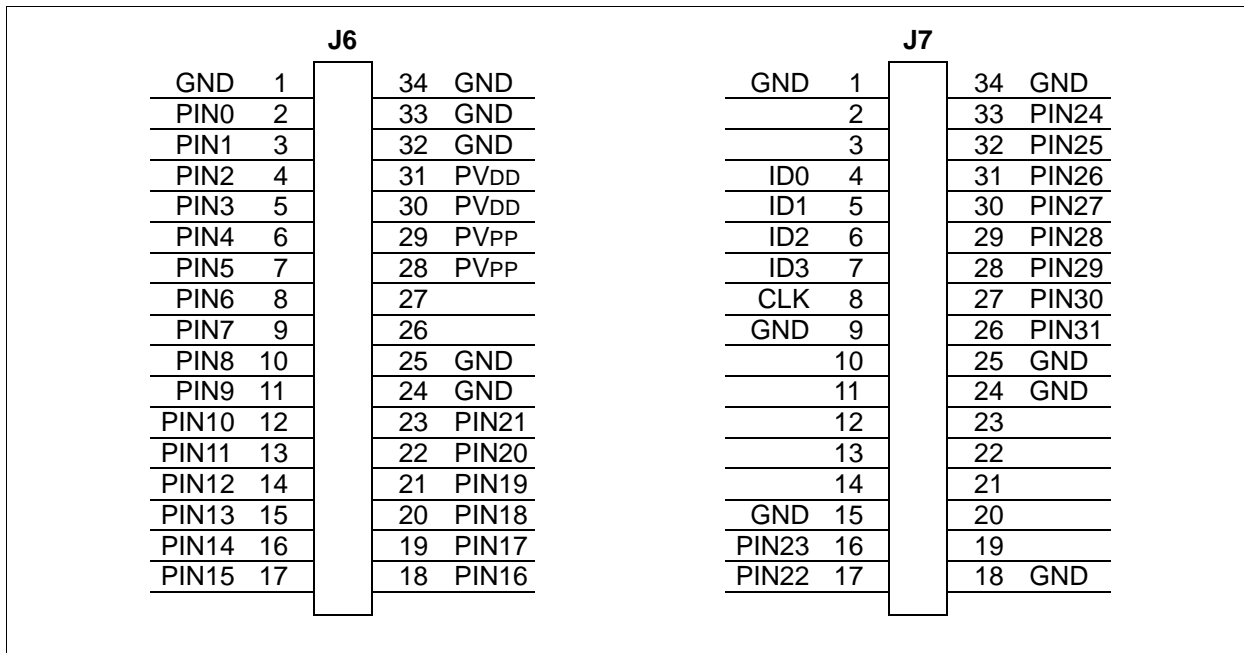 J6 J7
GND 1 34 GND GND 1 34 GND
PIN0 2 33 GND 2 33 PIN24
PIN1 3 32 GND 3 32 PIN25
PIN2 4 31 PVDD ID0 4 31 PIN26
PIN3 5 30 PVDD ID1 5 30 PIN27
PIN4 6 29 PVPP ID2 6 29 PIN28
PIN5 7 28 PVPP ID3 7 28 PIN29
PIN6 8 27 CLK 8 27 PIN30
PIN7 9 26 GND 9 26 PIN31
PIN8 10 25 GND 10 25 GND
PIN9 11 24 GND 11 24 GND
PIN10 12 23 PIN21 12 23
PIN11 13 22 PIN20 13 22
PIN12 14 21 PIN19 14 21
PIN13 15 20 PIN18 GND 15 20
PIN14 16 19 PIN17 PIN23 16 19
PIN15 17 18 PIN16 PIN22 17 18 GND